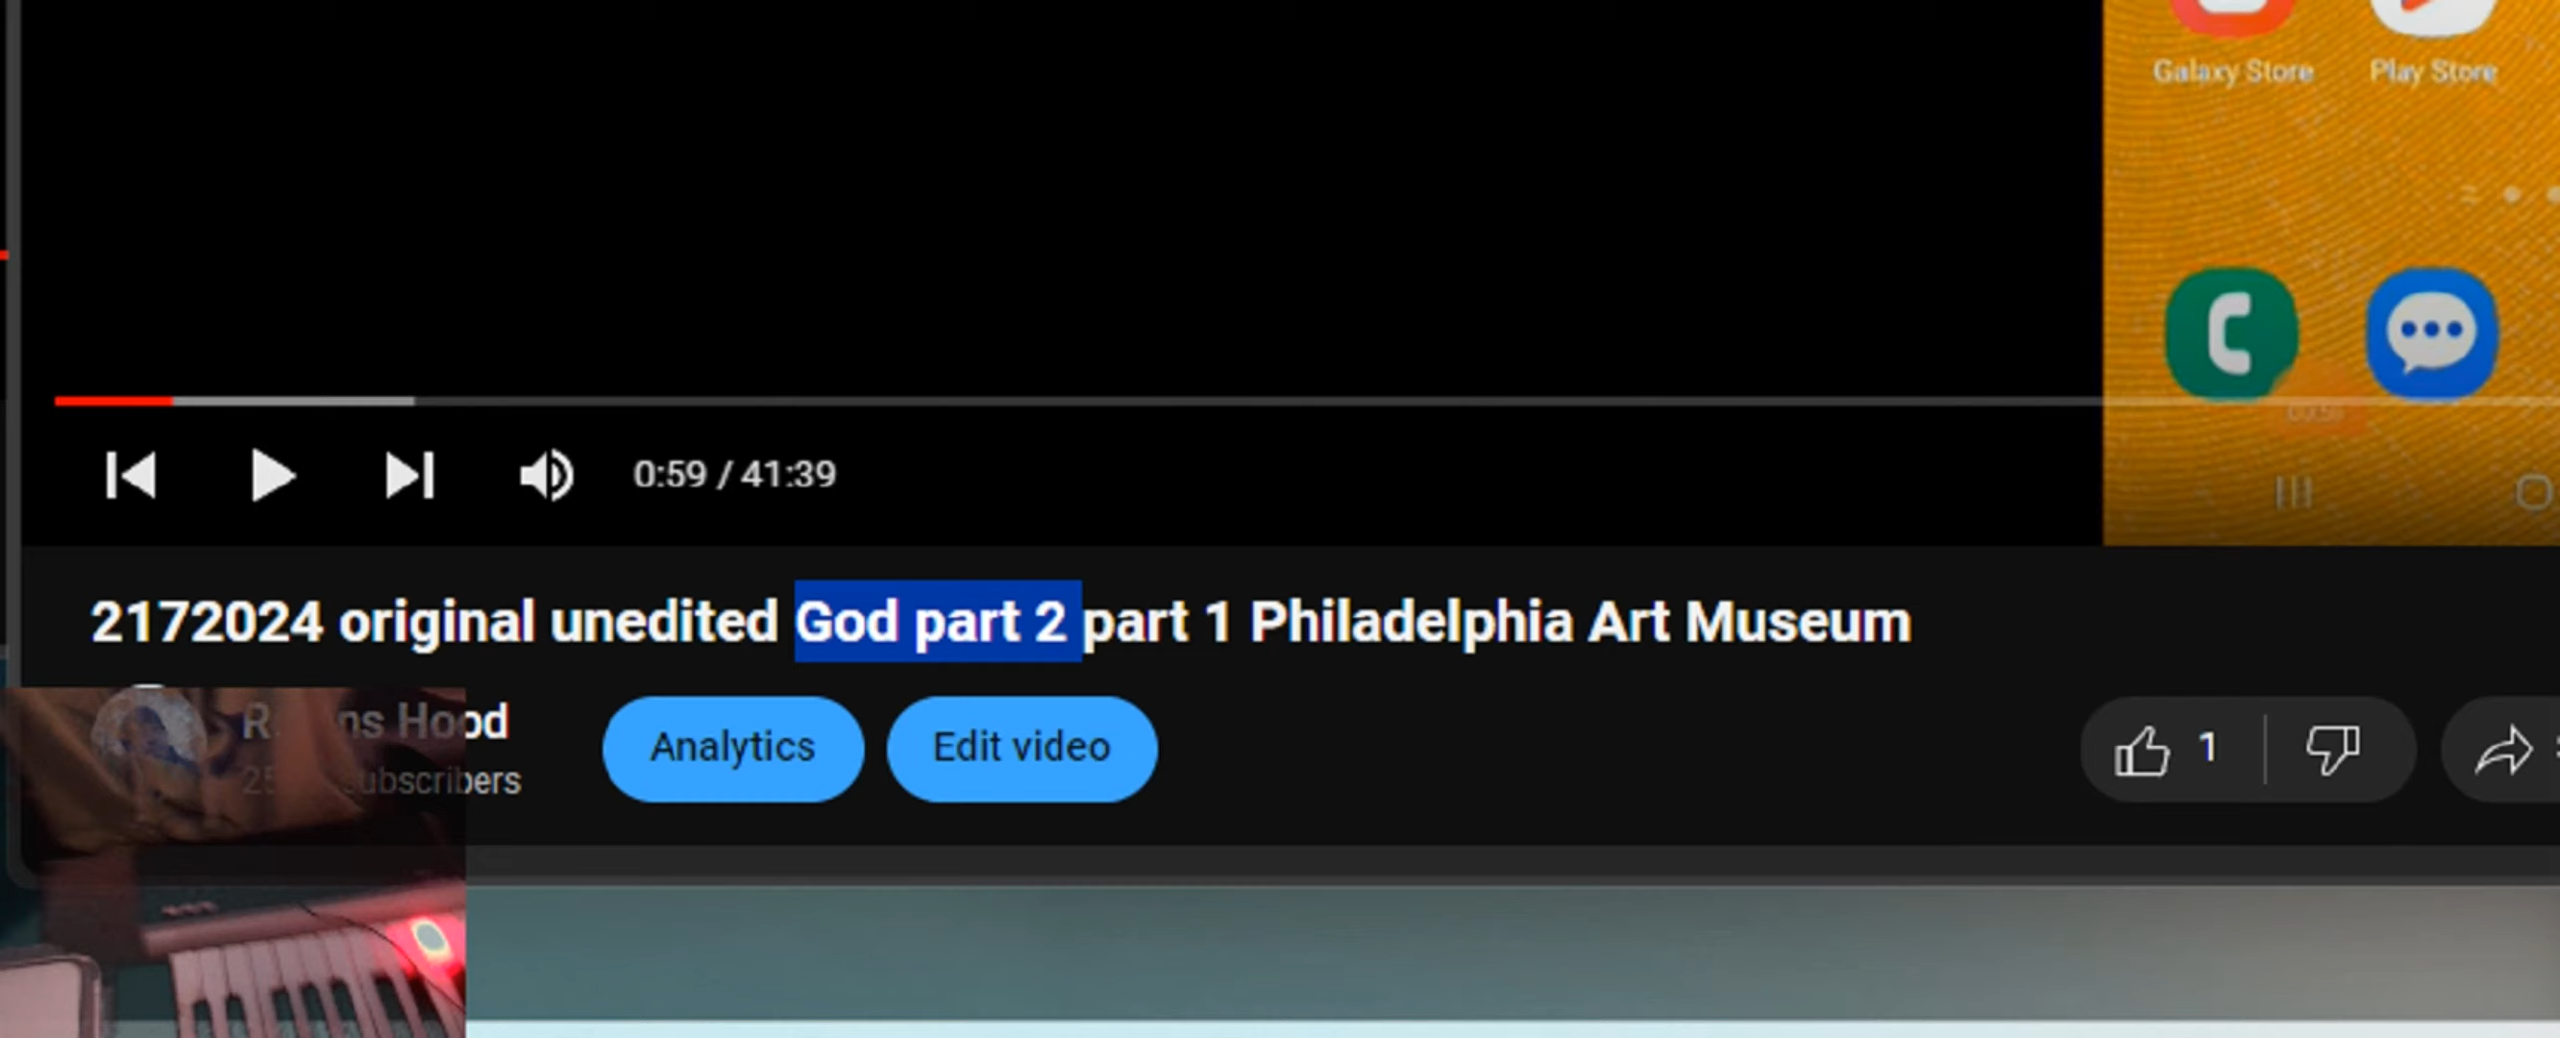 Galaxy Store Play Store
0:59 / 41:39
2172024 original unedited God part 2 part 1 Philadelphia Art Museum
Hood
Analytics Edit video 1